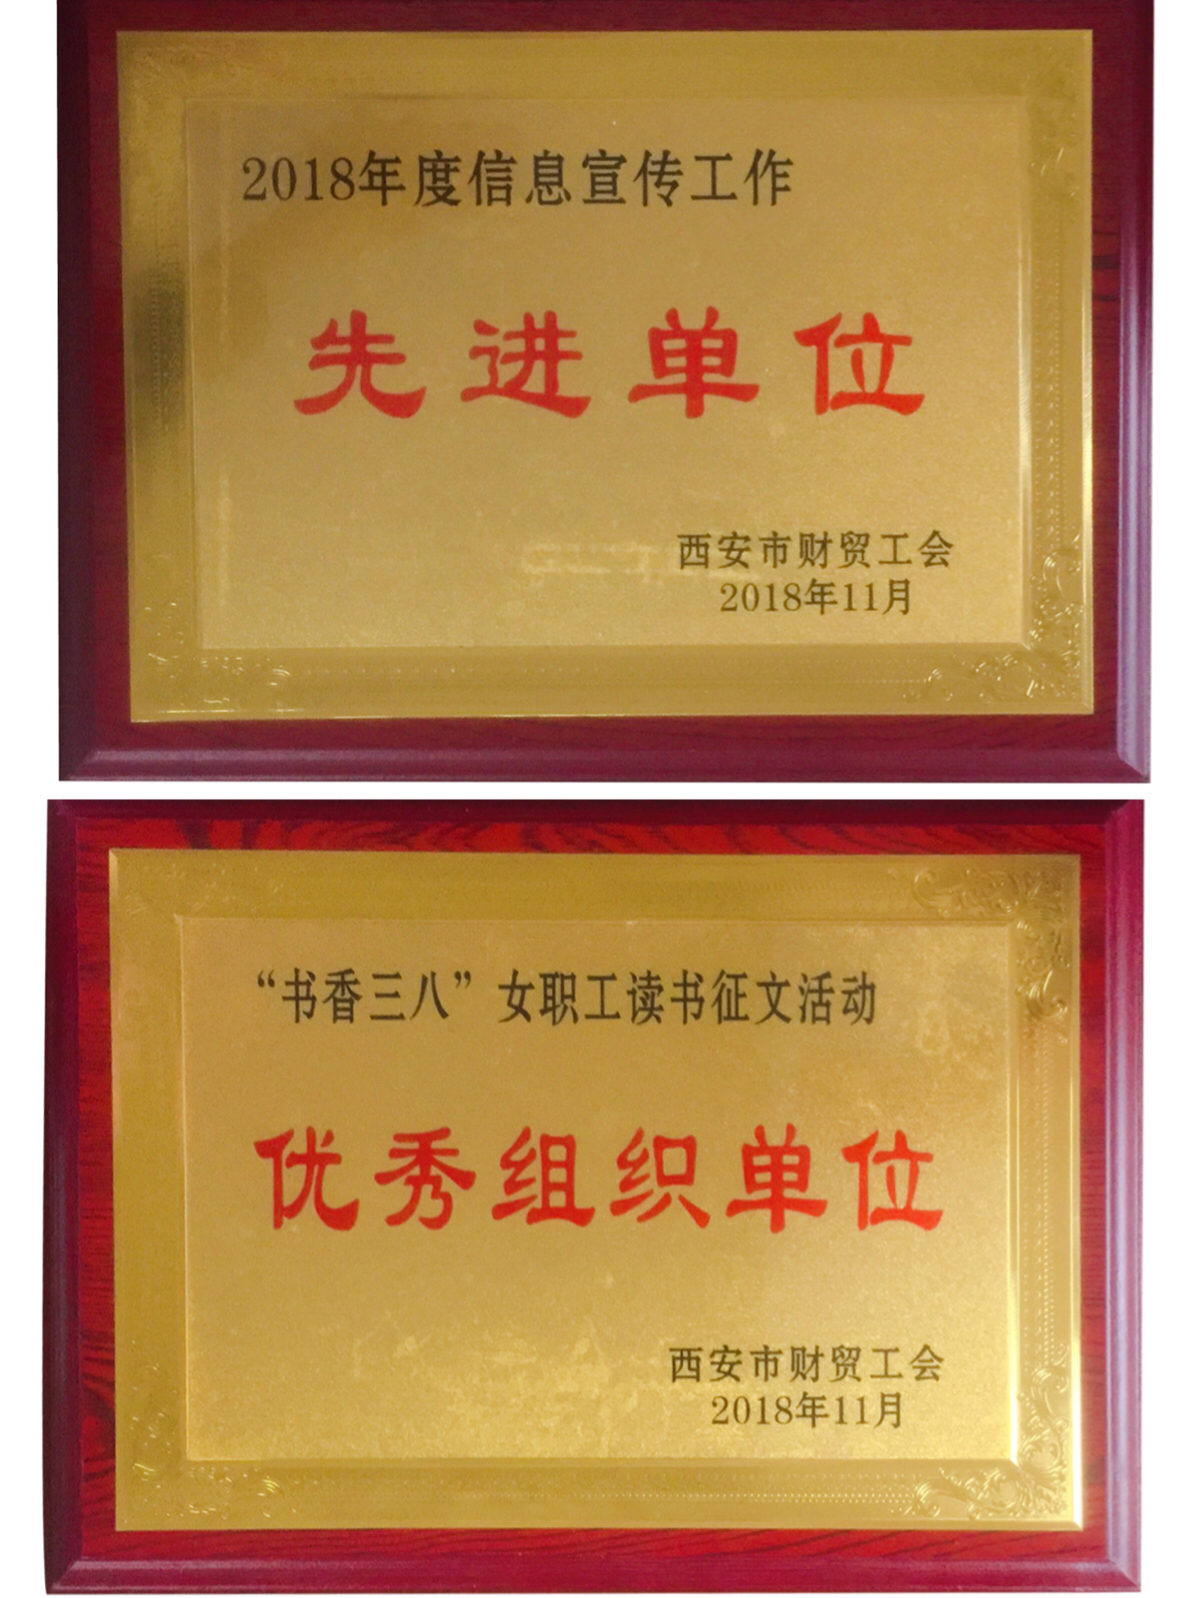 2018年度信息宣传工作
先进单位
西安市财贸工会
2018年11月
“书香三八”女职工读书征文活动
优秀组织单位
西安市财贸工会
2018年11月